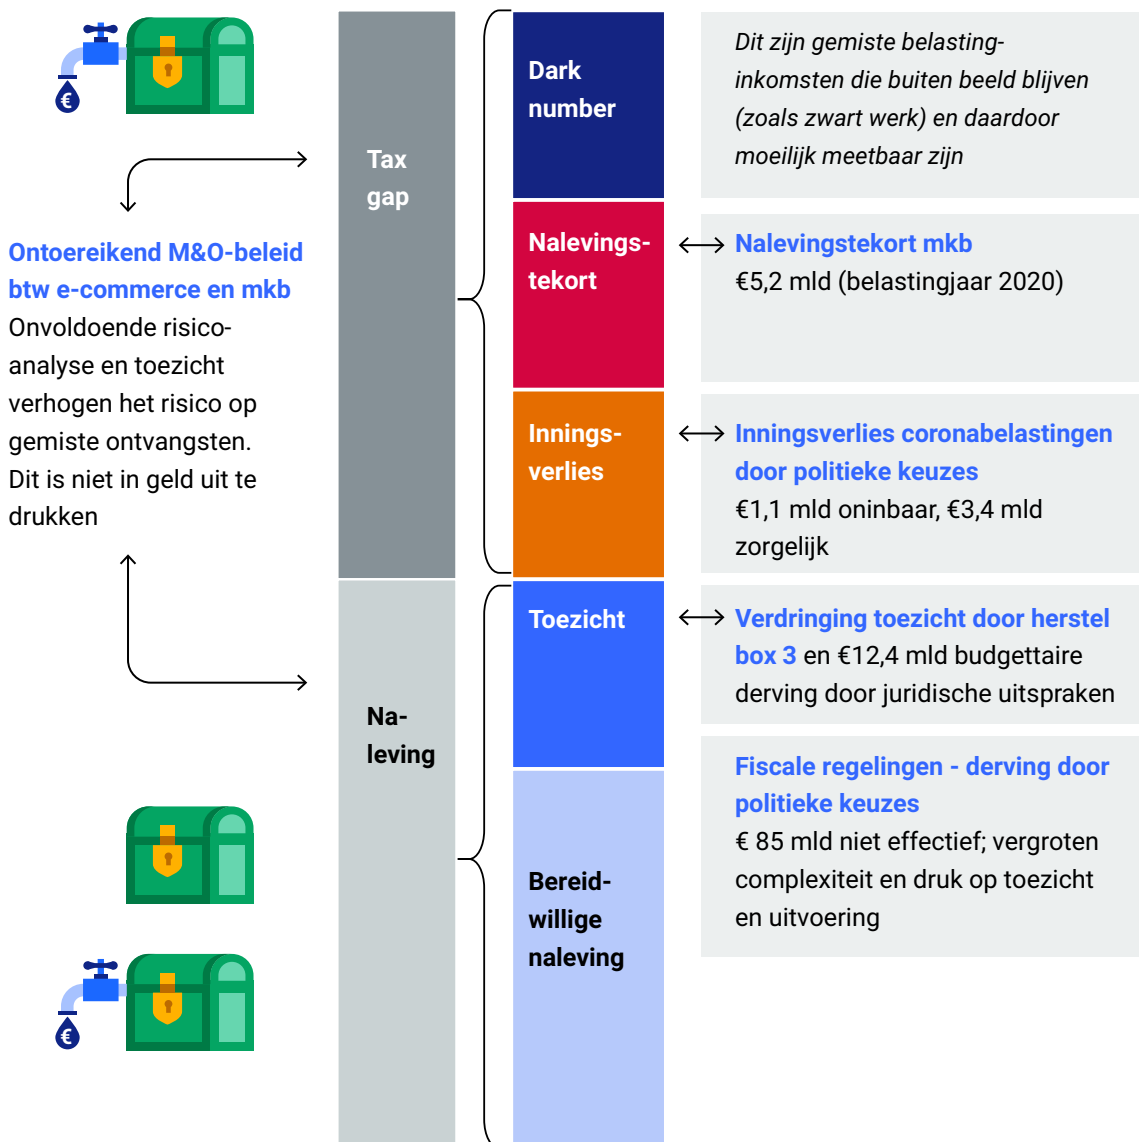 €
Ontoereikend M&O-beleid
btw e-commerce en mkb
Onvoldoende risico-
analyse en toezicht
verhogen het risico op
gemiste ontvangsten.
Dit is niet in geld uit te
drukken
€
Tax
gap
Na-
leving
Dark
number
Dit zijn gemiste belasting-
inkomsten die buiten beeld blijven
(zoals zwart werk) en daardoor
moeilijk meetbaar zijn
Nalevings-
tekort
Nalevingstekort mkb
€5,2 mld (belastingjaar 2020)
Innings-
verlies
Inningsverlies coronabelastingen
door politieke keuzes
€1,1 mld oninbaar, €3,4 mld
zorgelijk
Toezicht
Verdringing toezicht door herstel
box 3 en €12,4 mld budgettaire
derving door juridische uitspraken
Bereid-
willige
naleving
Fiscale regelingen - derving door
politieke keuzes
€ 85 mld niet effectief; vergroten
complexiteit en druk op toezicht
en uitvoering